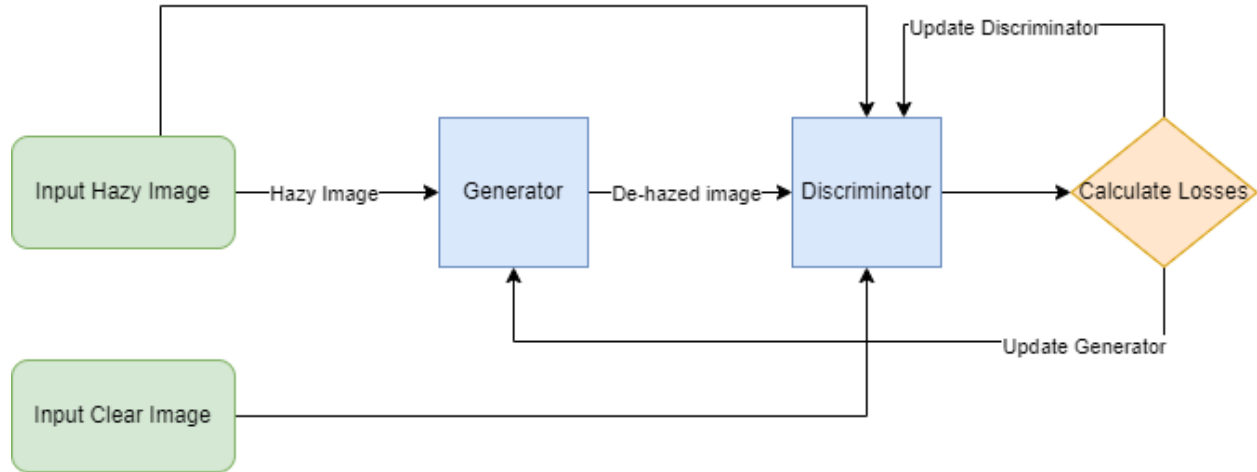 Update Discriminator
Input Hazy Image
Hazy Image
Generator
De-hazed image
Discriminator
Calculate Losses
Update Generator
Input Clear Image